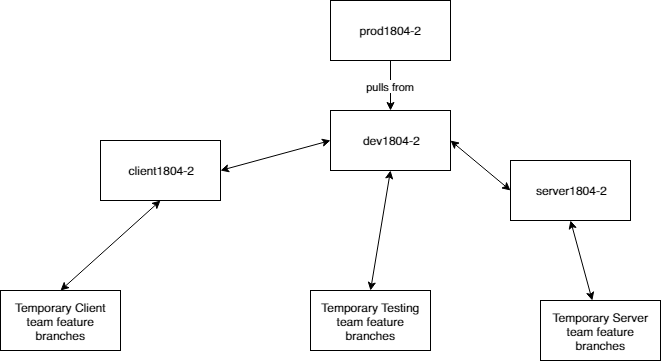 prod1804-2
pulls from
dev1804-2
client1804-2
server1804-2
Temporary Client
team feature
branches
Temporary Testing
team feature
branches
Temporary Server
team feature
branches